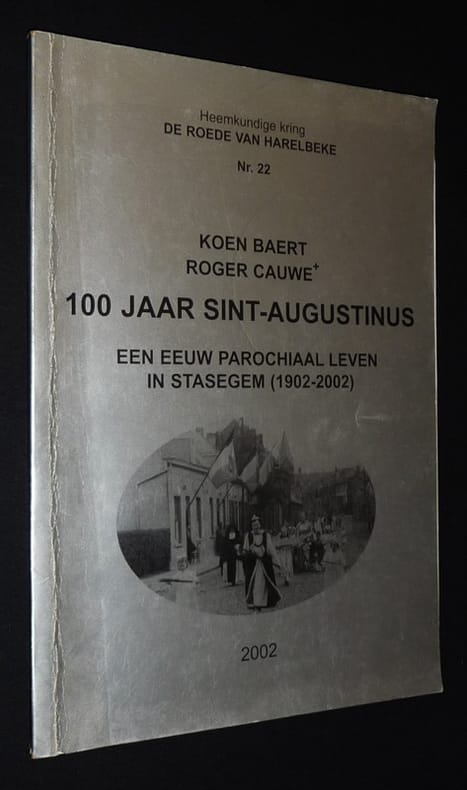 Heemkundige kring
DE ROEDE VAN HARELBEKE
Nr. 22
KOEN BAERT
ROGER CAUWE+
100 JAAR SINT-AUGUSTINUS
EEN EEUW PAROCHIAAL LEVEN
IN STASEGEM (1902-2002)
2002